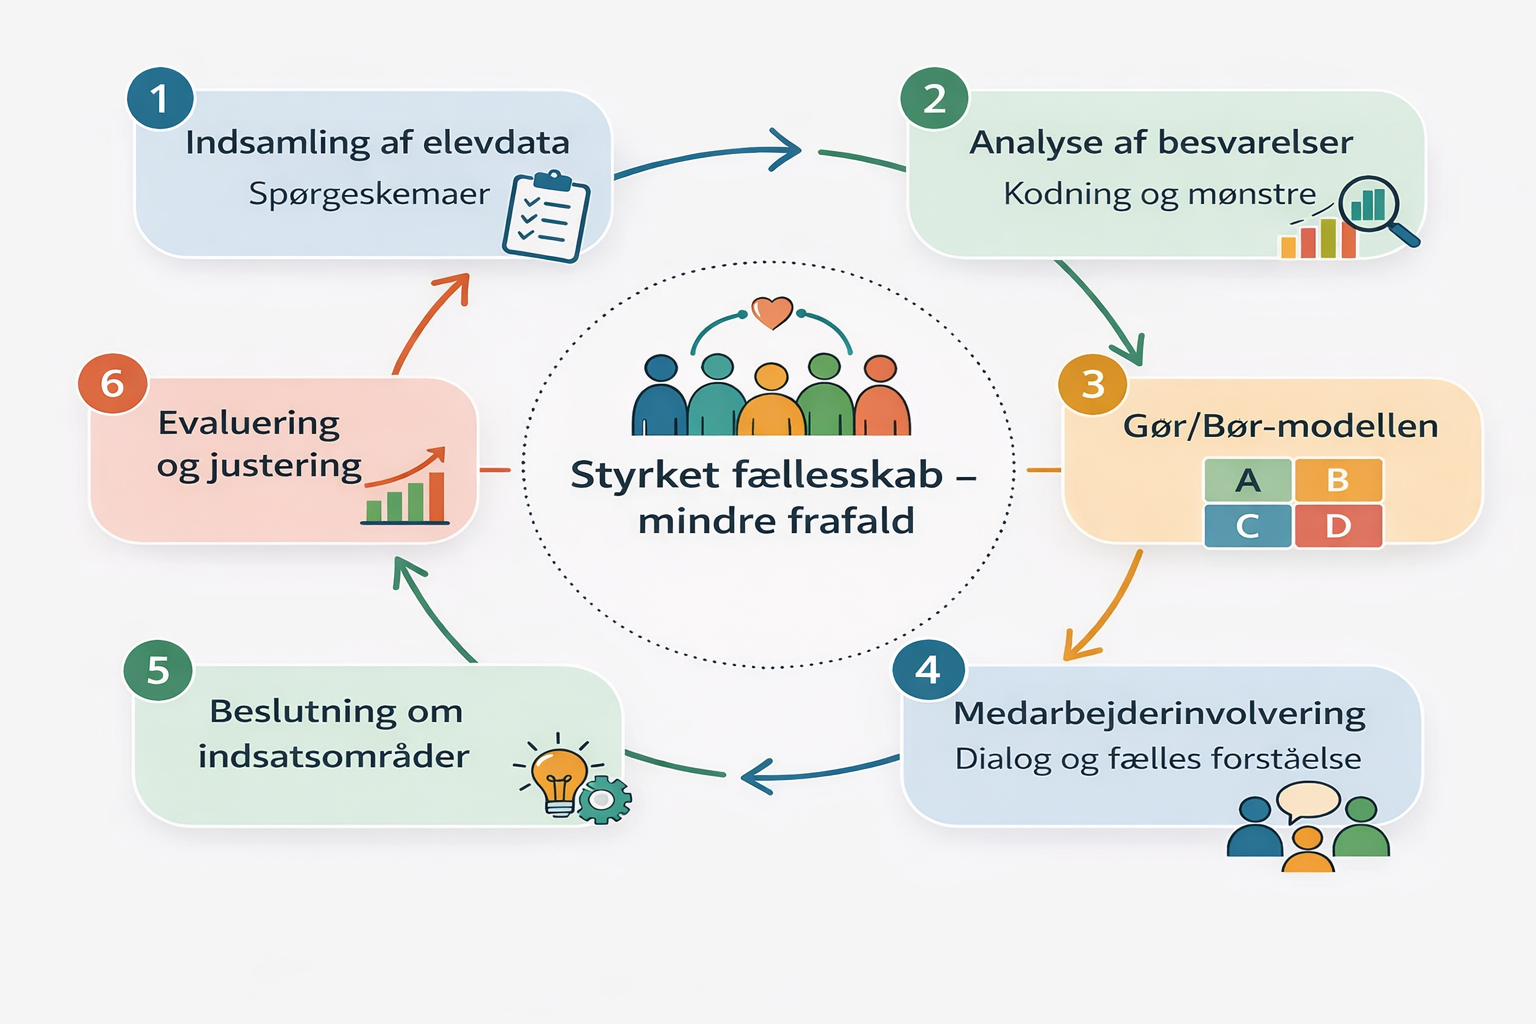 1
Indsamling af elevdata
Spørgeskemaer
2
Analyse af besvarelser
Kodning og mønstre
3
Gør/Bør-modellen
A B
C D
4
Medarbejderinvolvering
Dialog og fælles forståelse
5
Beslutning om
indsatsområder
6
Evaluering
og justering
Styrket fællesskab –
mindre frafald